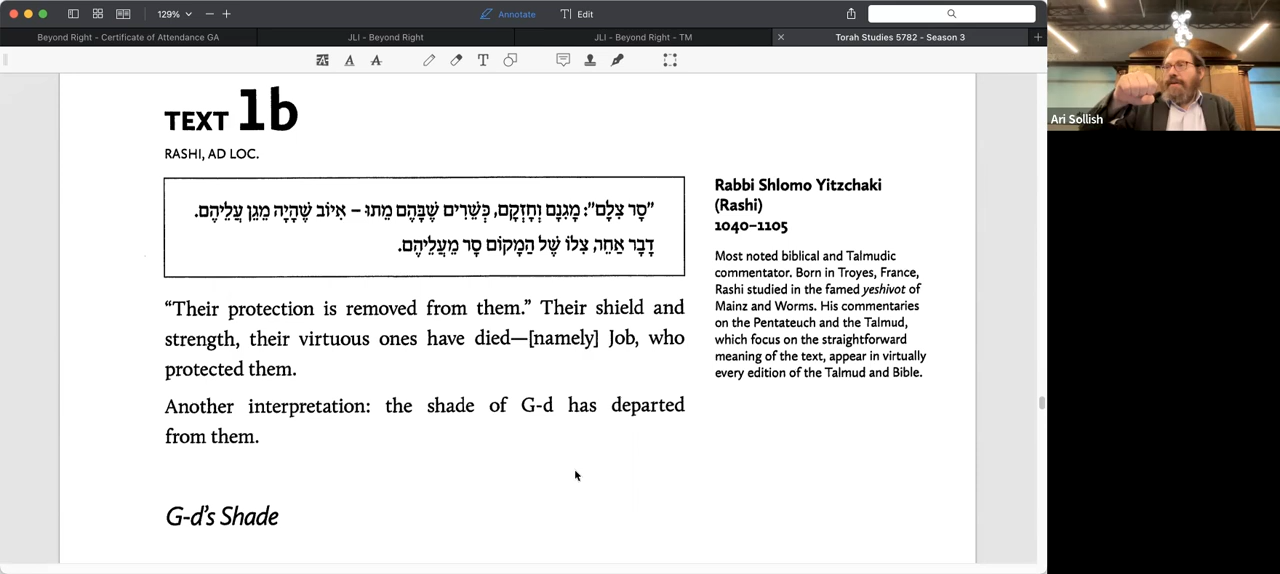 129%
Annotate
Edit
Beyond Right - Certificate of Attendance GA
JLI - Beyond Right
JLI - Beyond Right - TM
Torah Studies 5782 - Season 3
TEXT 1b
RASHI, AD LOC.
"סָר צִלָּם": מָגִנָּם וְחָזְקָם, כְּשֵׁרִים שֶׁבָּהֶם מֵתוּ – אִיּוֹב שֶׁהָיָה מֵגֵן עֲלֵיהֶם.
דָּבָר אַחֵר, צִלּוֹ שֶׁל הַמָּקוֹם סָר מֵעֲלֵיהֶם.
“Their protection is removed from them.” Their shield and
strength, their virtuous ones have died—[namely] Job, who
protected them.
Another interpretation: the shade of G-d has departed
from them.
G-d’s Shade
Rabbi Shlomo Yitzchaki
(Rashi)
1040–1105
Most noted biblical and Talmudic
commentator. Born in Troyes, France,
Rashi studied in the famed yeshivot of
Mainz and Worms. His commentaries
on the Pentateuch and the Talmud,
which focus on the straightforward
meaning of the text, appear in virtually
every edition of the Talmud and Bible.
Ari Sollish